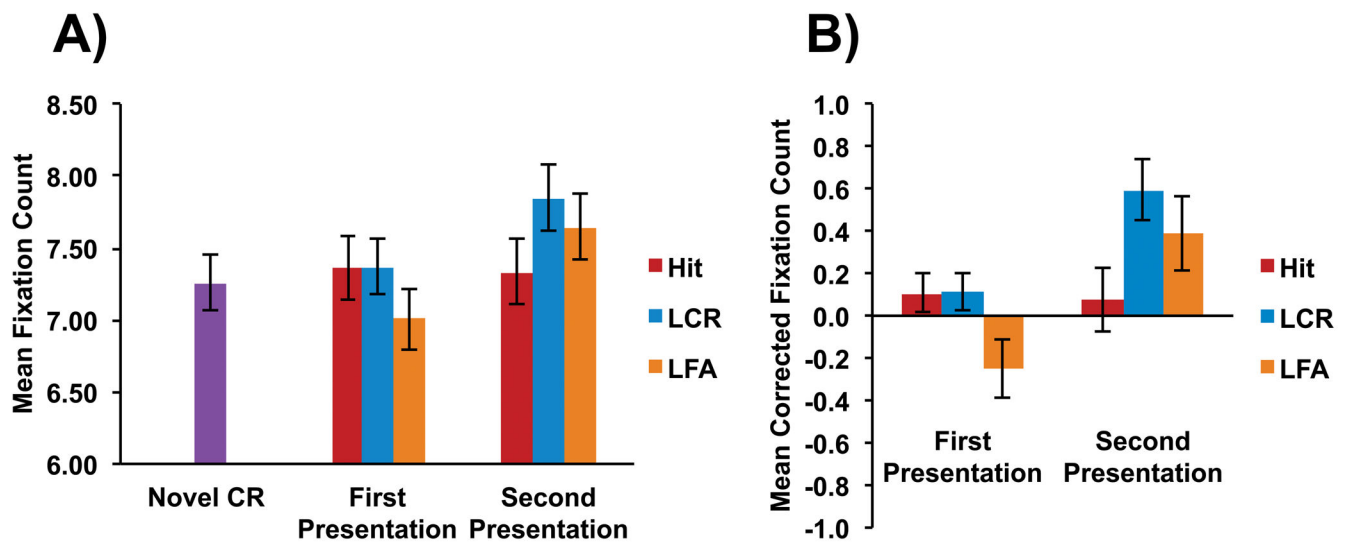 A)
Mean Fixation Count
8.50
8.00
7.50
7.00
6.50
6.00
Novel CR
First
Presentation
Second
Presentation
Hit
LCR
LFA
B)
Mean Corrected Fixation Count
1.0
0.8
0.6
0.4
0.2
0.0
-0.2
-0.4
-0.6
-0.8
-1.0
First
Presentation
Second
Presentation
Hit
LCR
LFA